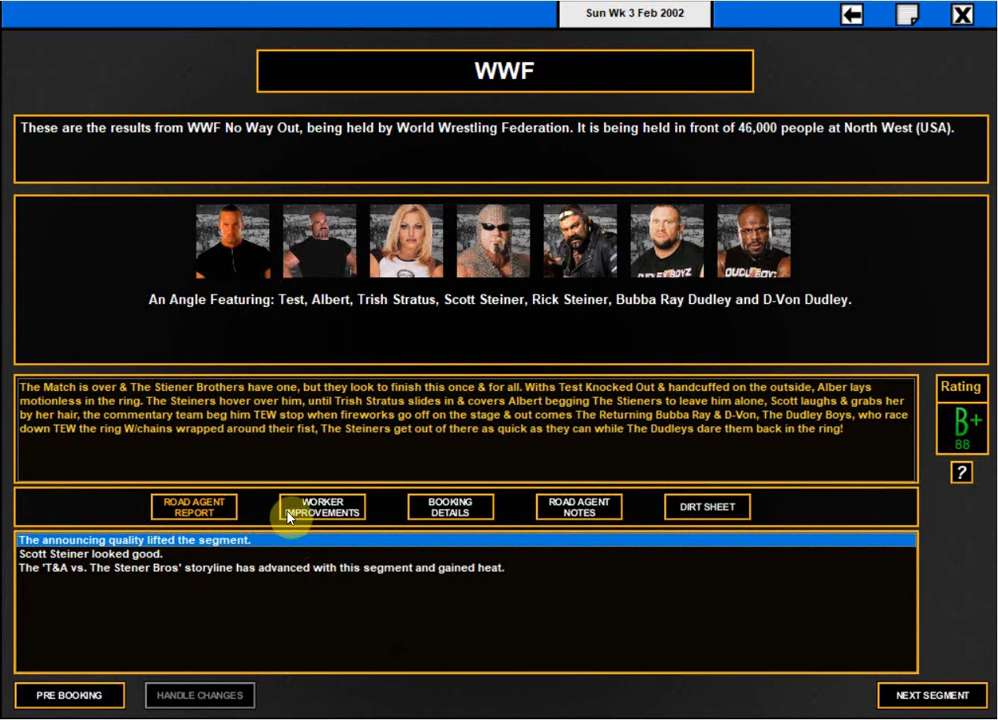 Sun Wk 3 Feb 2002
WWF
These are the results from WWF No Way Out, being held by World Wrestling Federation. It is being held in front of 46,000 people at North West (USA).
An Angle Featuring: Test, Albert, Trish Stratus, Scott Steiner, Rick Steiner, Bubba Ray Dudley and D-Von Dudley.
The Match is over & The Stiener Brothers have one, but they look to finish this once & for all. Withs Test Knocked Out & handcuffed on the outside, Alber lays
motionless in the ring. The Steiners hover over him, until Trish Stratus slides in & covers Albert begging The Stieners to leave him alone, Scott laughs & grabs her
by her hair, the commentary team beg him TEW stop when fireworks go off on the stage & out comes The Returning Bubba Ray & D-Von, The Dudley Boys, who race
down TEW the ring W/chains wrapped around their fist, The Steiners get out of there as quick as they can while The Dudleys dare them back in the ring!
Rating
B+
88
?
ROAD AGENT
REPORT
WORKER
IMPROVEMENTS
BOOKING
DETAILS
ROAD AGENT
NOTES
DIRT SHEET
The announcing quality lifted the segment.
Scott Steiner looked good.
The 'T&A vs. The Stener Bros' storyline has advanced with this segment and gained heat.
PRE BOOKING
HANDLE CHANGES
NEXT SEGMENT